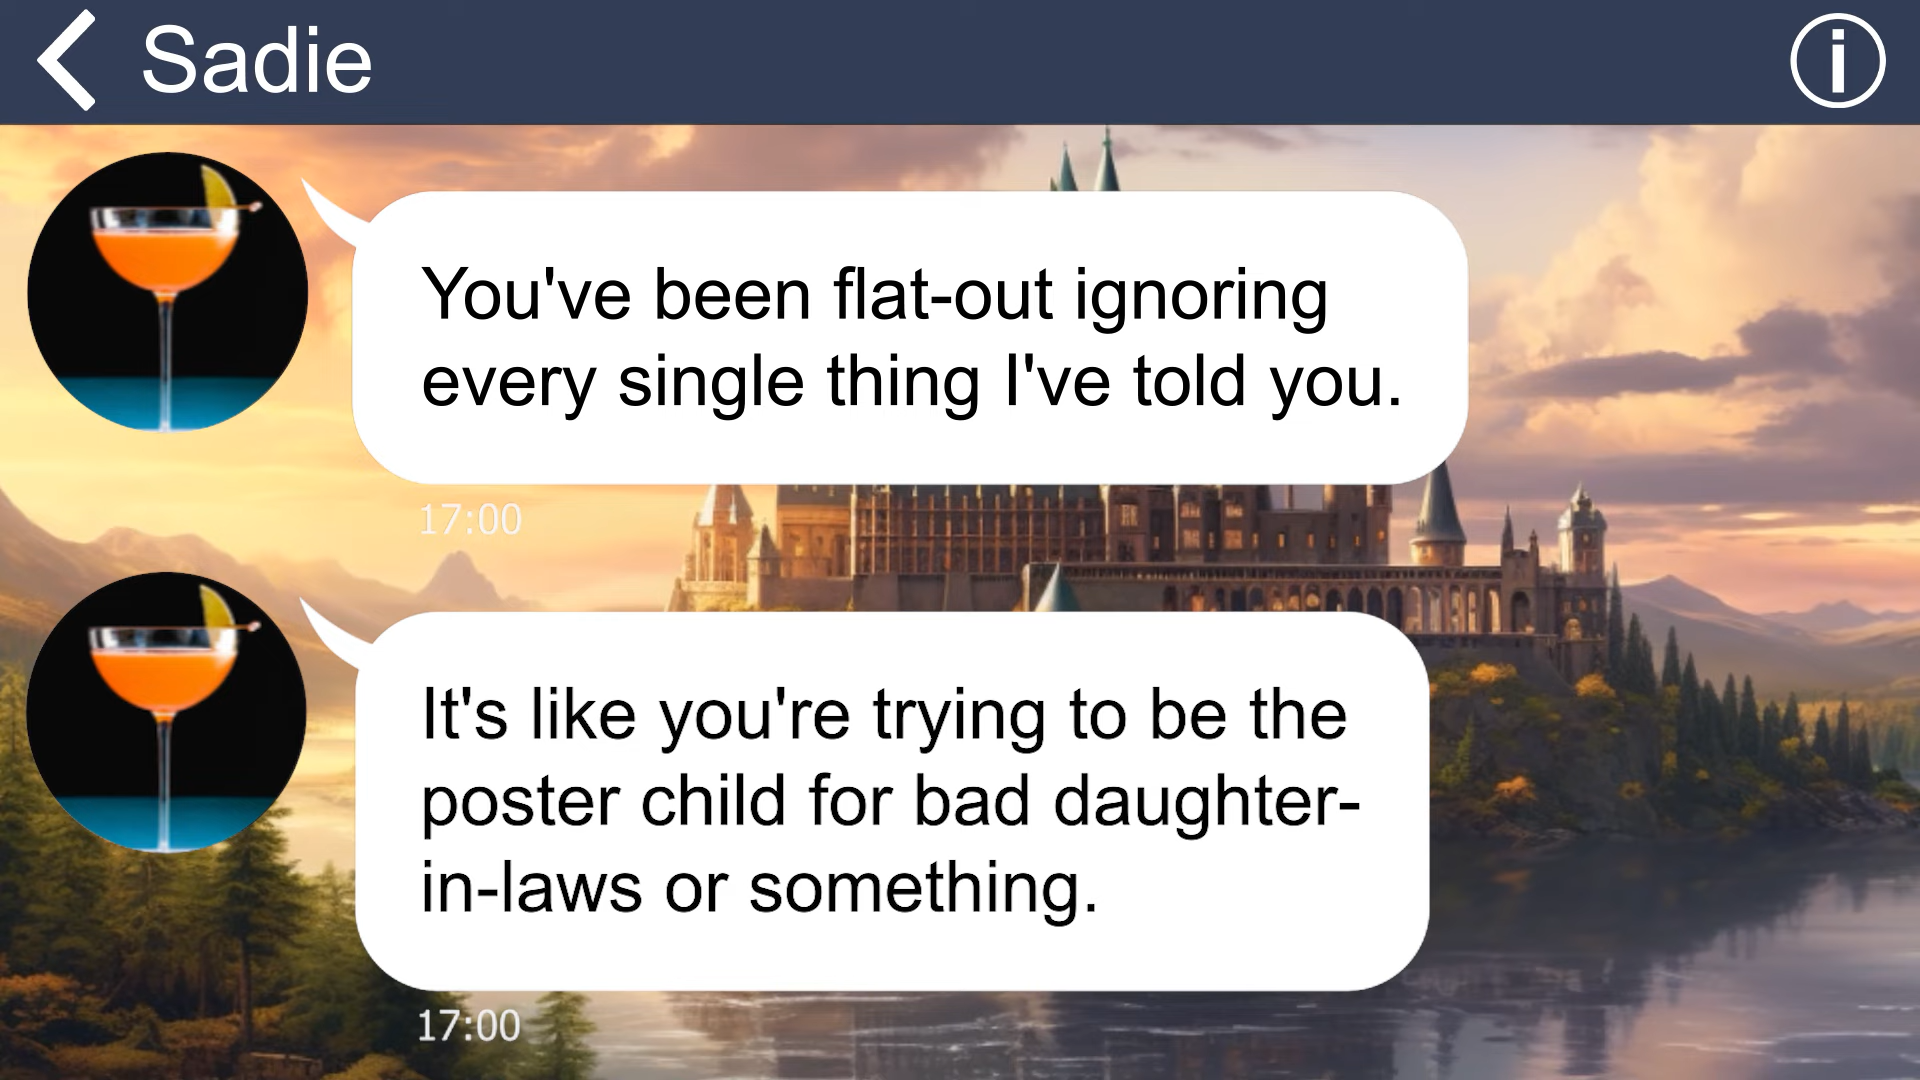 Sadie
You've been flat-out ignoring
every single thing I've told you.
17:00
It's like you're trying to be the
poster child for bad daughter-
in-laws or something.
17:00